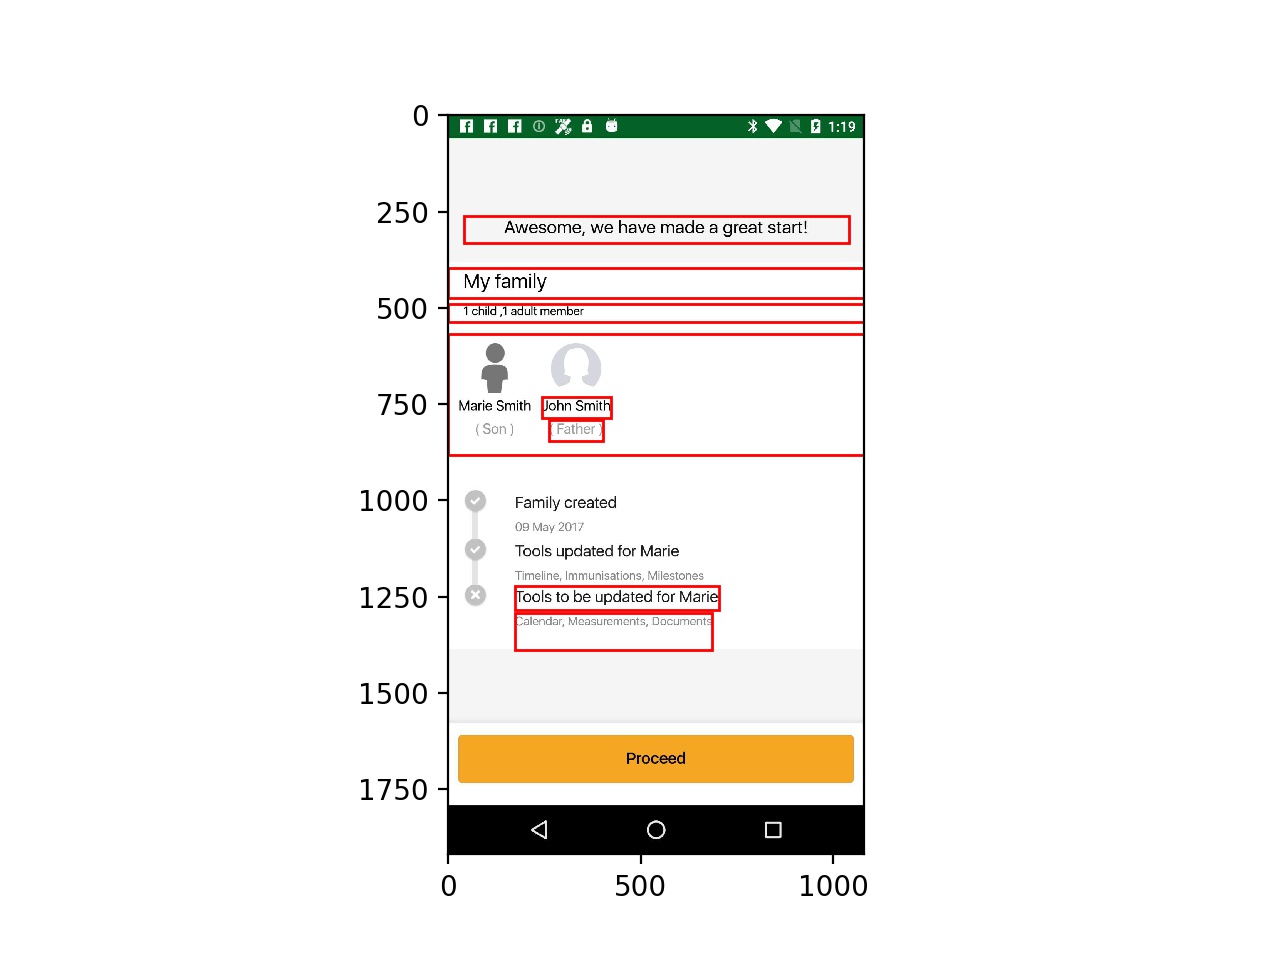 0
250
500
750
1000
1250
1500
1750
0 500 1000
1:19
Awesome, we have made a great start!
My family
1 child ,1 adult member
Marie Smith John Smith
( Son ) ( Father )
Family created
09 May 2017
Tools updated for Marie
Timeline, Immunisations, Milestones
Tools to be updated for Marie
Calendar, Measurements, Documents
Proceed